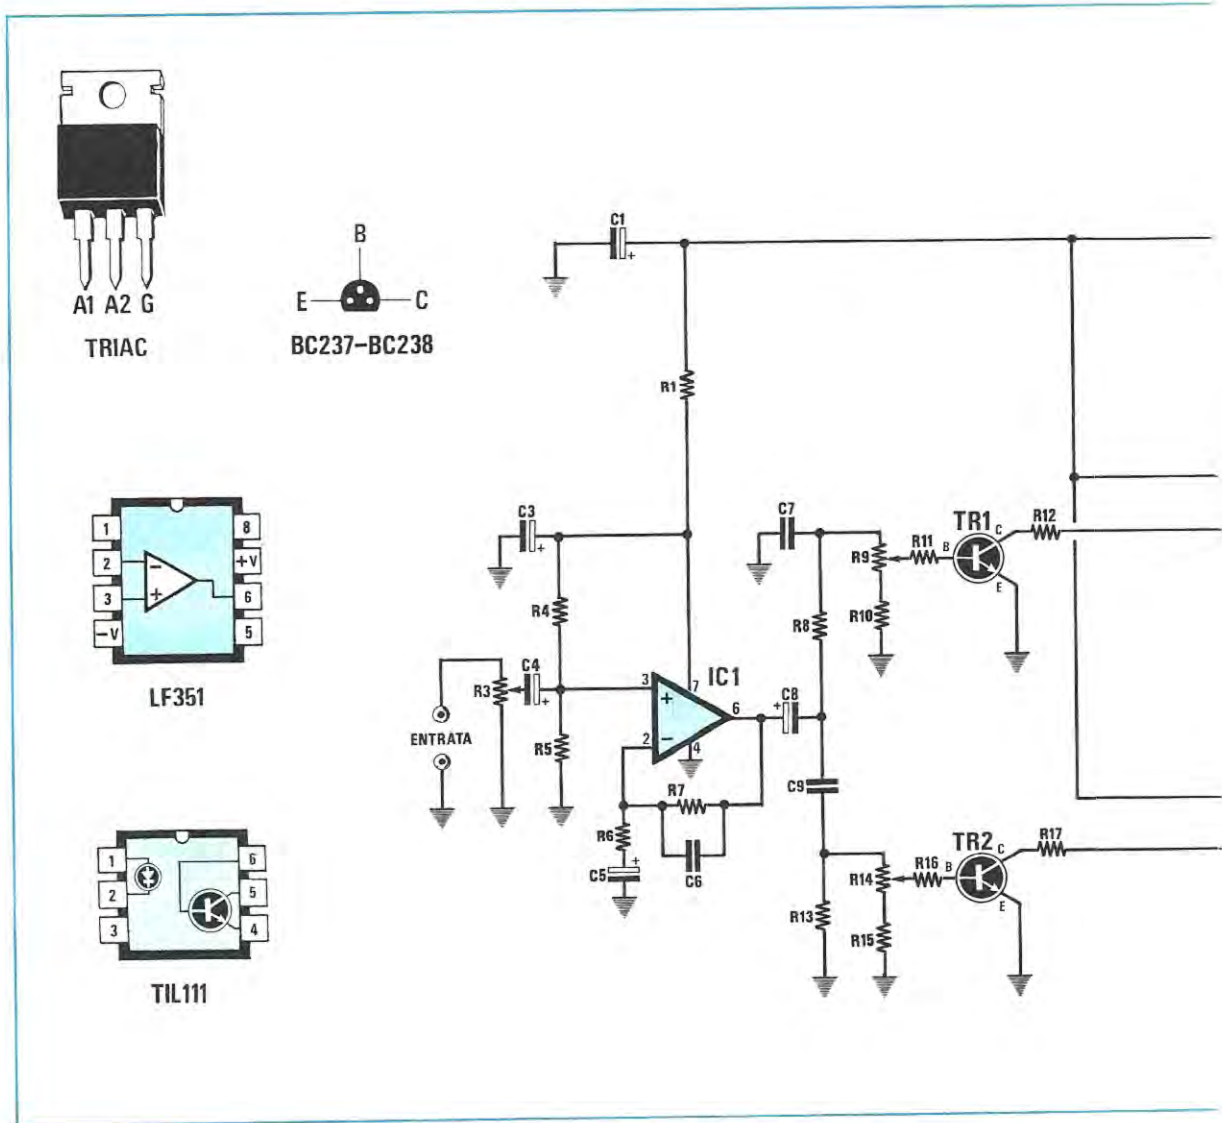 A1 A2 G
TRIAC
B
E
C
BC237–BC238
1
2
3
–V
8
+V
6
5
–
+
LF351
1
2
3
6
5
4
TIL111
C1
+
R1
C3
+
R4
ENTRATA
R3
C4
+
R5
3
+
7
IC1
6
2
–
4
R7
R6
C5
+
C6
+
C8
C7
R8
R9
R10
R11
B
TR1
C
E
R12
C9
R13
R14
R15
R16
B
TR2
C
E
R17